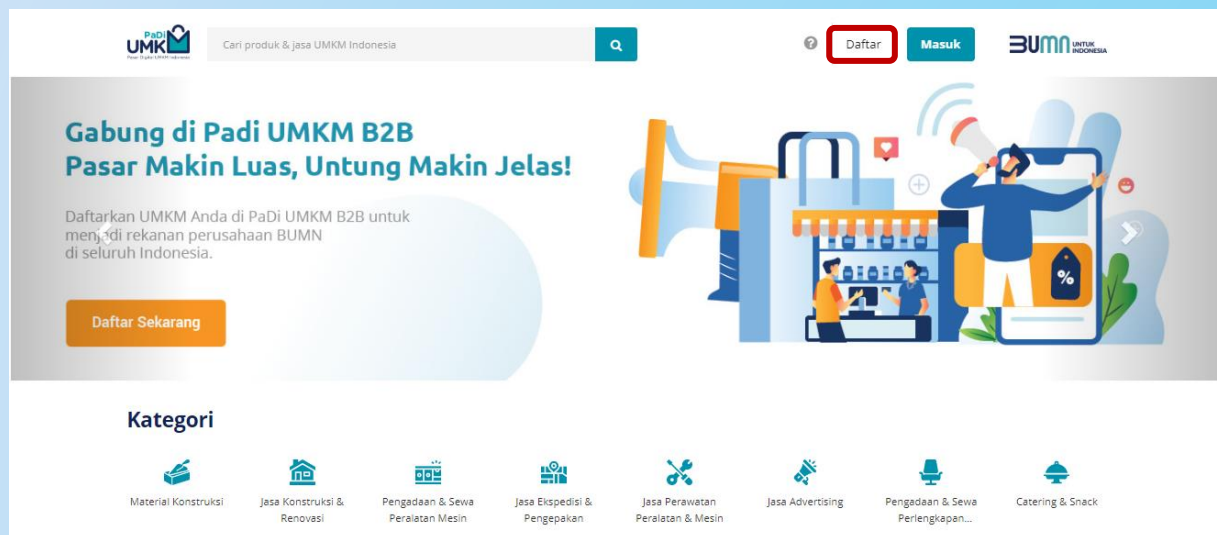 PaDi
UMKM
Pasar Digital UMKM Indonesia
Cari produk & jasa UMKM Indonesia
?
Daftar
Masuk
BUMN UNTUK
INDONESIA
Gabung di Padi UMKM B2B
Pasar Makin Luas, Untung Makin Jelas!
Daftarkan UMKM Anda di PaDi UMKM B2B untuk
menjadi rekanan perusahaan BUMN
di seluruh Indonesia.
Daftar Sekarang
%
Kategori
Material Konstruksi
Jasa Konstruksi &
Renovasi
Pengadaan & Sewa
Peralatan Mesin
Jasa Ekspedisi &
Pengepakan
Jasa Perawatan
Peralatan & Mesin
Jasa Advertising
Pengadaan & Sewa
Perlengkapan...
Catering & Snack